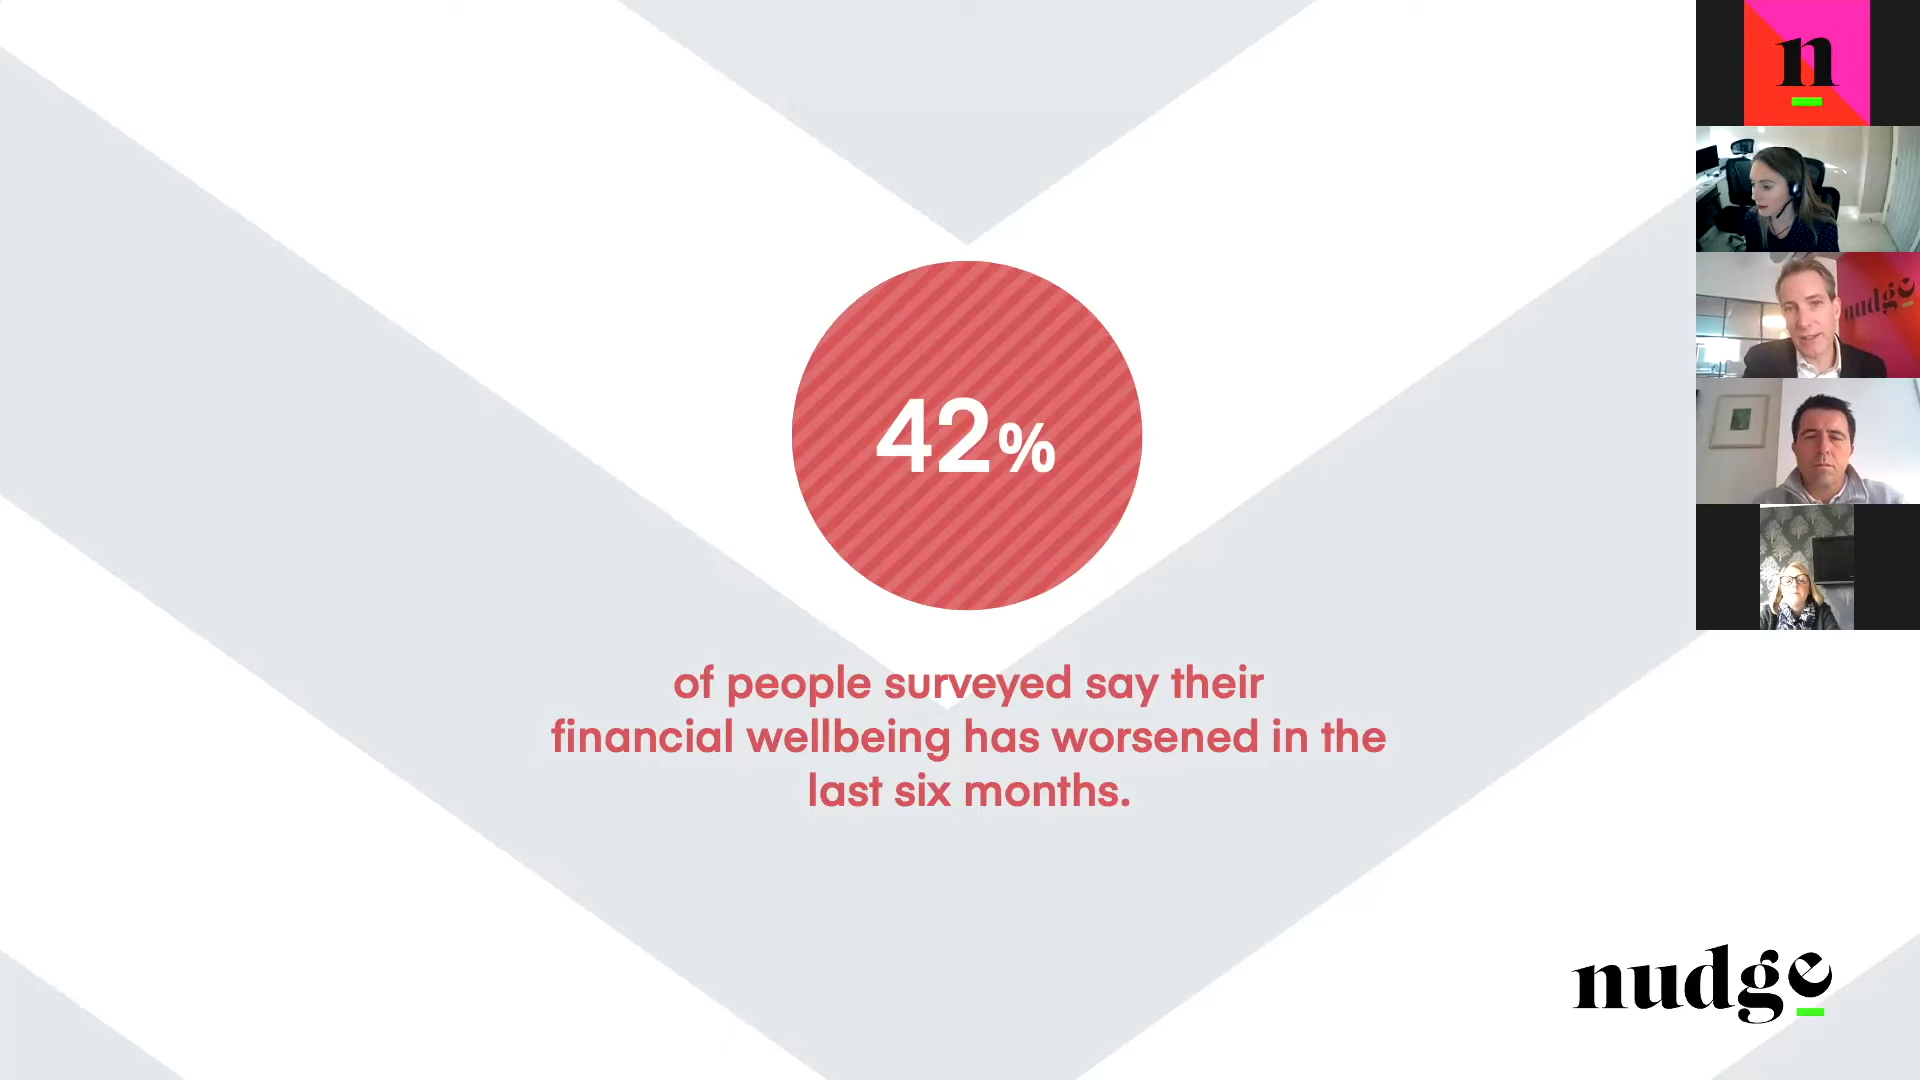 42%
of people surveyed say their
financial wellbeing has worsened in the
last six months.
n
nudge
nudge